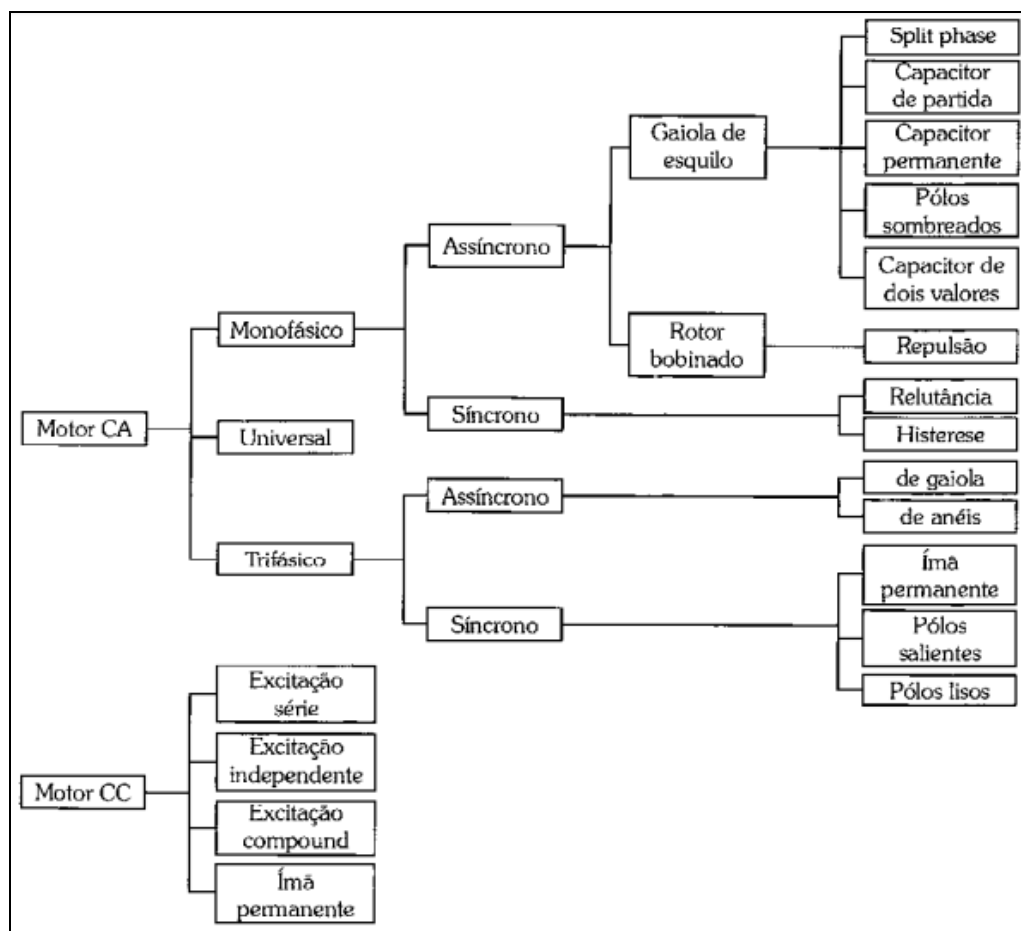 Split phase
Capacitor
de partida
Gaiola de
esquilo
Capacitor
permanente
Pólos
sombreados
Assíncrono
Capacitor de
dois valores
Monofásico
Rotor
bobinado
Repulsão
Relutância
Síncrono
Motor CA
Universal
Histerese
Assíncrono
de gaiola
de anéis
Trifásico
Ímã
permanente
Síncrono
Pólos
salientes
Pólos lisos
Excitação
série
Excitação
independente
Motor CC
Excitação
compound
Ímã
permanente